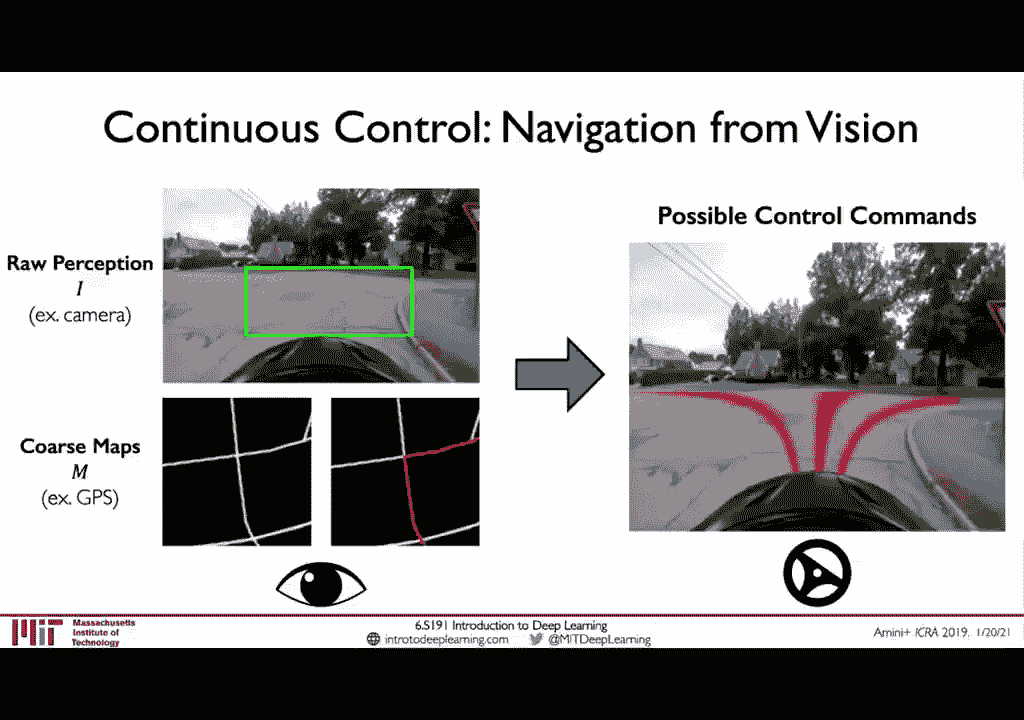 Continuous Control: Navigation from Vision
Raw Perception
I
(ex. camera)
Coarse Maps
M
(ex. GPS)
Possible Control Commands
MIT
Massachusetts
Institute of
Technology
6.S191 Introduction to Deep Learning
introtodeeplearning.com @MITDeepLearning
Amini+ ICRA 2019. 1/20/21